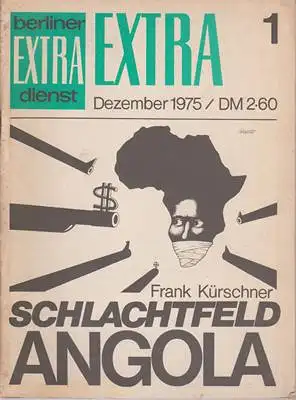 berliner
EXTRA
dienst
EXTRA
1
Dezember 1975 / DM 2·60
$
Frank Kürschner
SCHLACHTFELD
ANGOLA